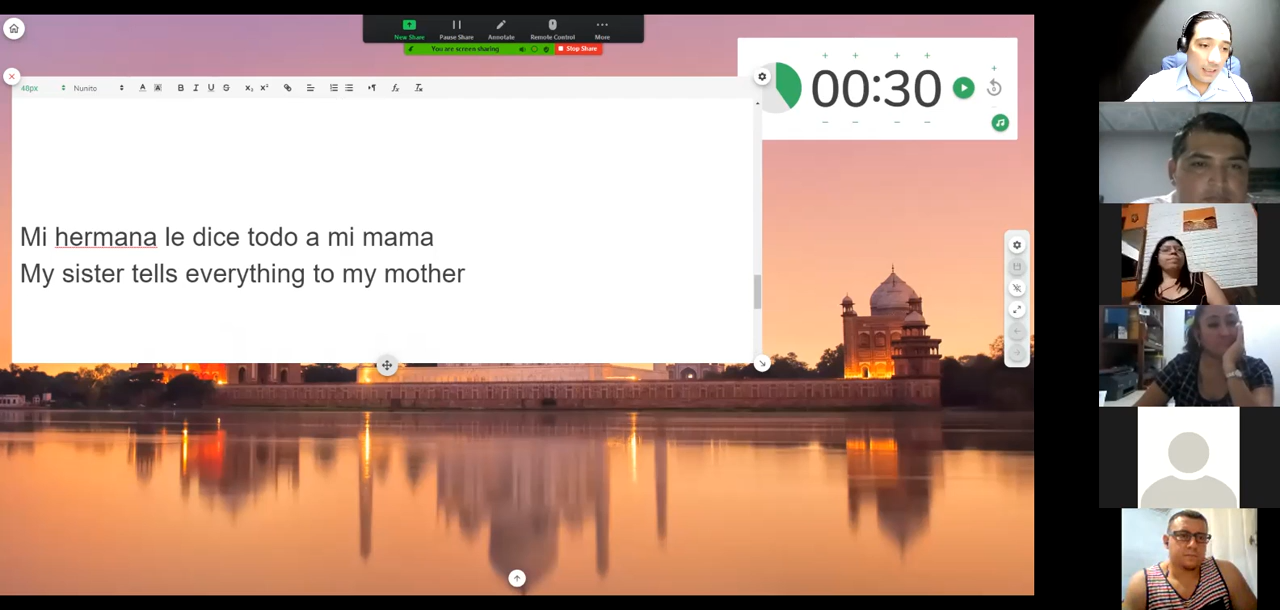 New Share
Pause Share
Annotate
Remote Control
More
You are screen sharing
Stop Share
48px
Nunito
00:30
Mi hermana le dice todo a mi mama
My sister tells everything to my mother